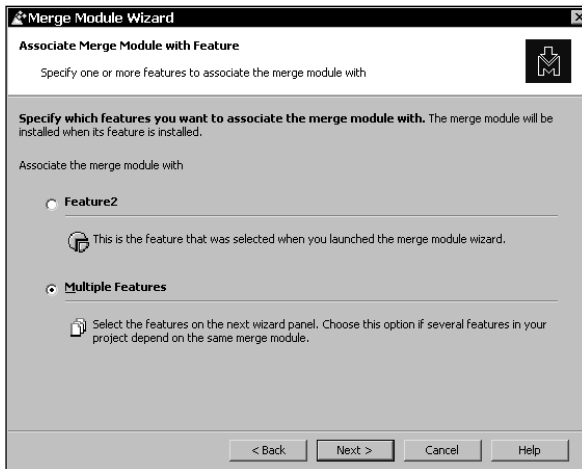 Merge Module Wizard
Associate Merge Module with Feature
Specify one or more features to associate the merge module with
Specify which features you want to associate the merge module with. The merge module will be
installed when its feature is installed.
Associate the merge module with
Feature2
This is the feature that was selected when you launched the merge module wizard.
Multiple Features
Select the features on the next wizard panel. Choose this option if several features in your
project depend on the same merge module.
< Back Next > Cancel Help